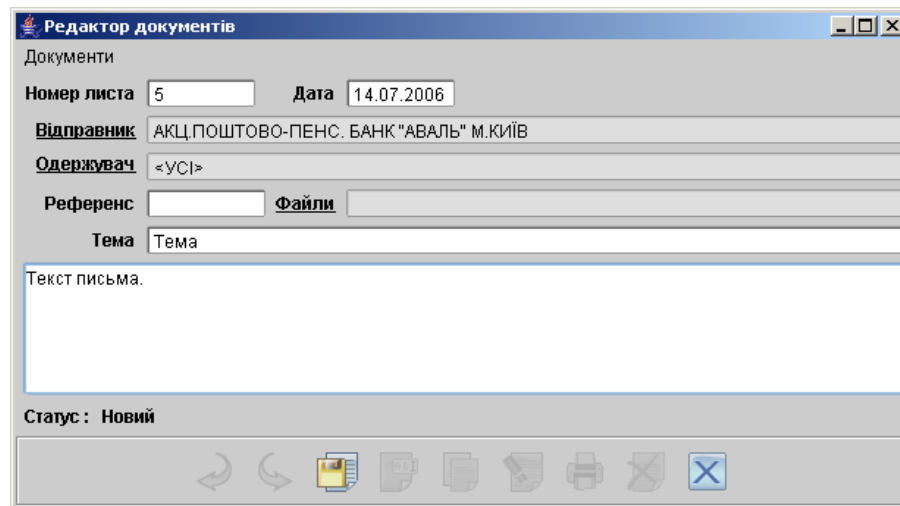 Редактор документів
Документи
Номер листа 5 Дата 14.07.2006
Відправник АКЦ.ПОШТОВО-ПЕНС. БАНК "АВАЛЬ" М.КИЇВ
Одержувач <УСІ>
Референс Файли
Тема Тема
Текст письма.
Статус : Новий